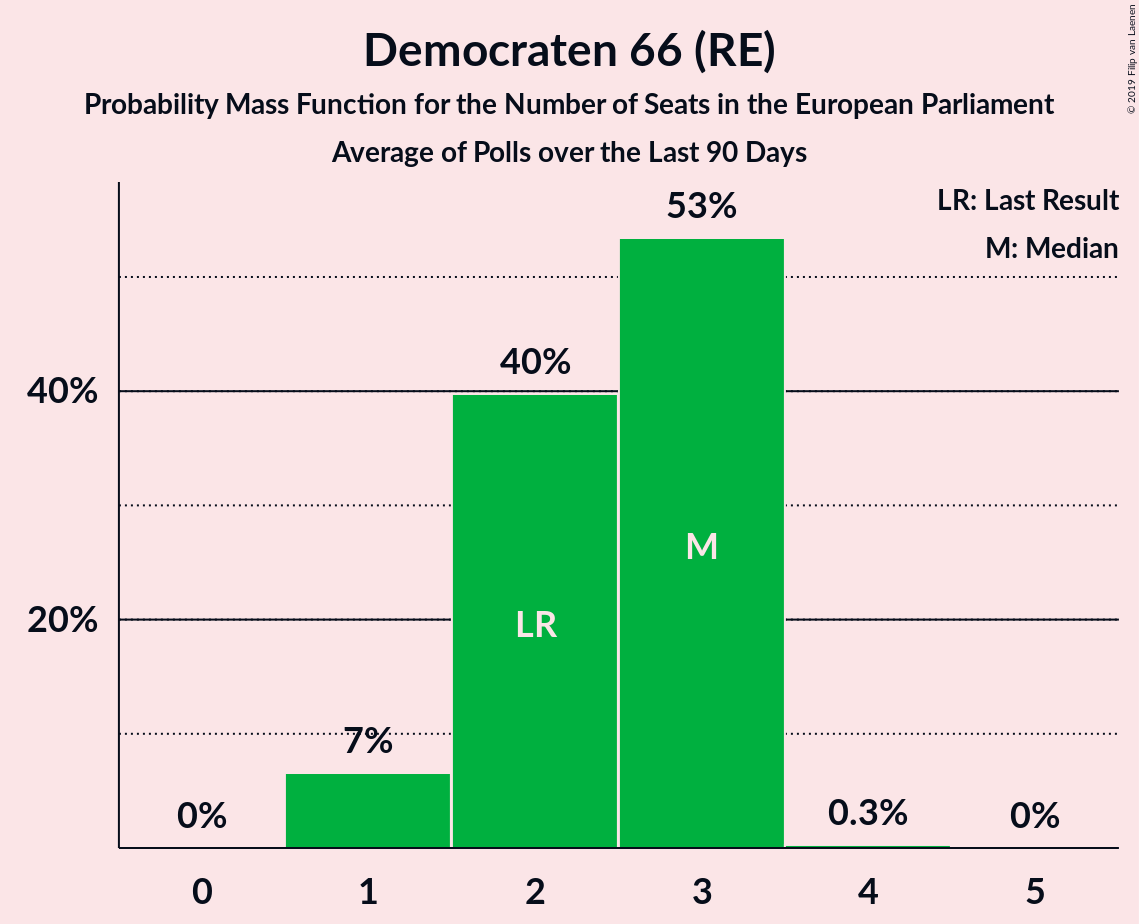 Democraten 66 (RE)
Probability Mass Function for the Number of Seats in the European Parliament
Average of Polls over the Last 90 Days
© 2019 Filip van Laenen
LR: Last Result
M: Median
53%
40%
40%
M
LR
20%
7%
0%
0.3%
0%
0 1 2 3 4 5